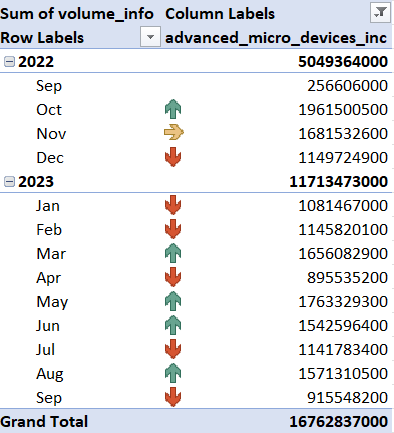 Sum of volume_info Column Labels
Row Labels advanced_micro_devices_inc
2022 5049364000
Sep 256606000
Oct 1961500500
Nov 1681532600
Dec 1149724900
2023 11713473000
Jan 1081467000
Feb 1145820100
Mar 1656082900
Apr 895535200
May 1763329300
Jun 1542596400
Jul 1141783400
Aug 1571310500
Sep 915548200
Grand Total 16762837000